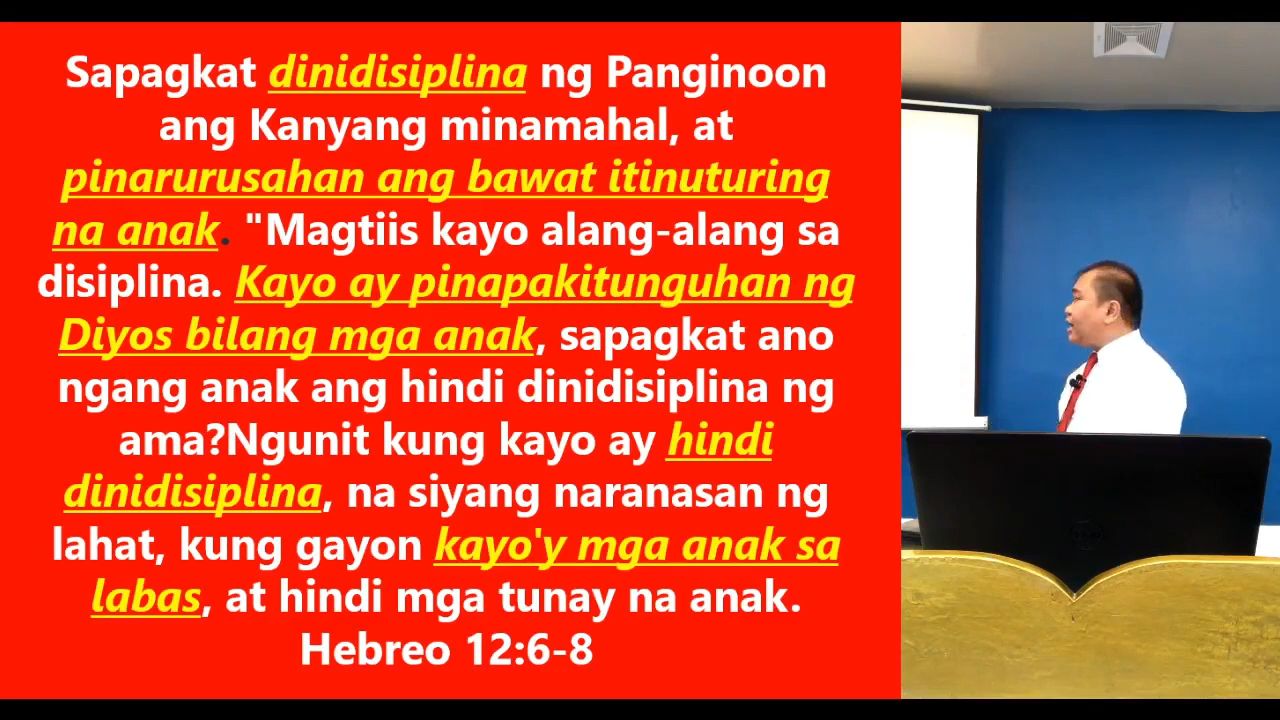 Sapagkat dinidisiplina ng Panginoon
ang Kanyang minamahal, at
pinarurusahan ang bawat itinuturing
na anak. "Magtiis kayo alang-alang sa
disiplina. Kayo ay pinapakitunguhan ng
Diyos bilang mga anak, sapagkat ano
ngang anak ang hindi dinidisiplina ng
ama?Ngunit kung kayo ay hindi
dinidisiplina, na siyang naranasan ng
lahat, kung gayon kayo'y mga anak sa
labas, at hindi mga tunay na anak.
Hebreo 12:6-8